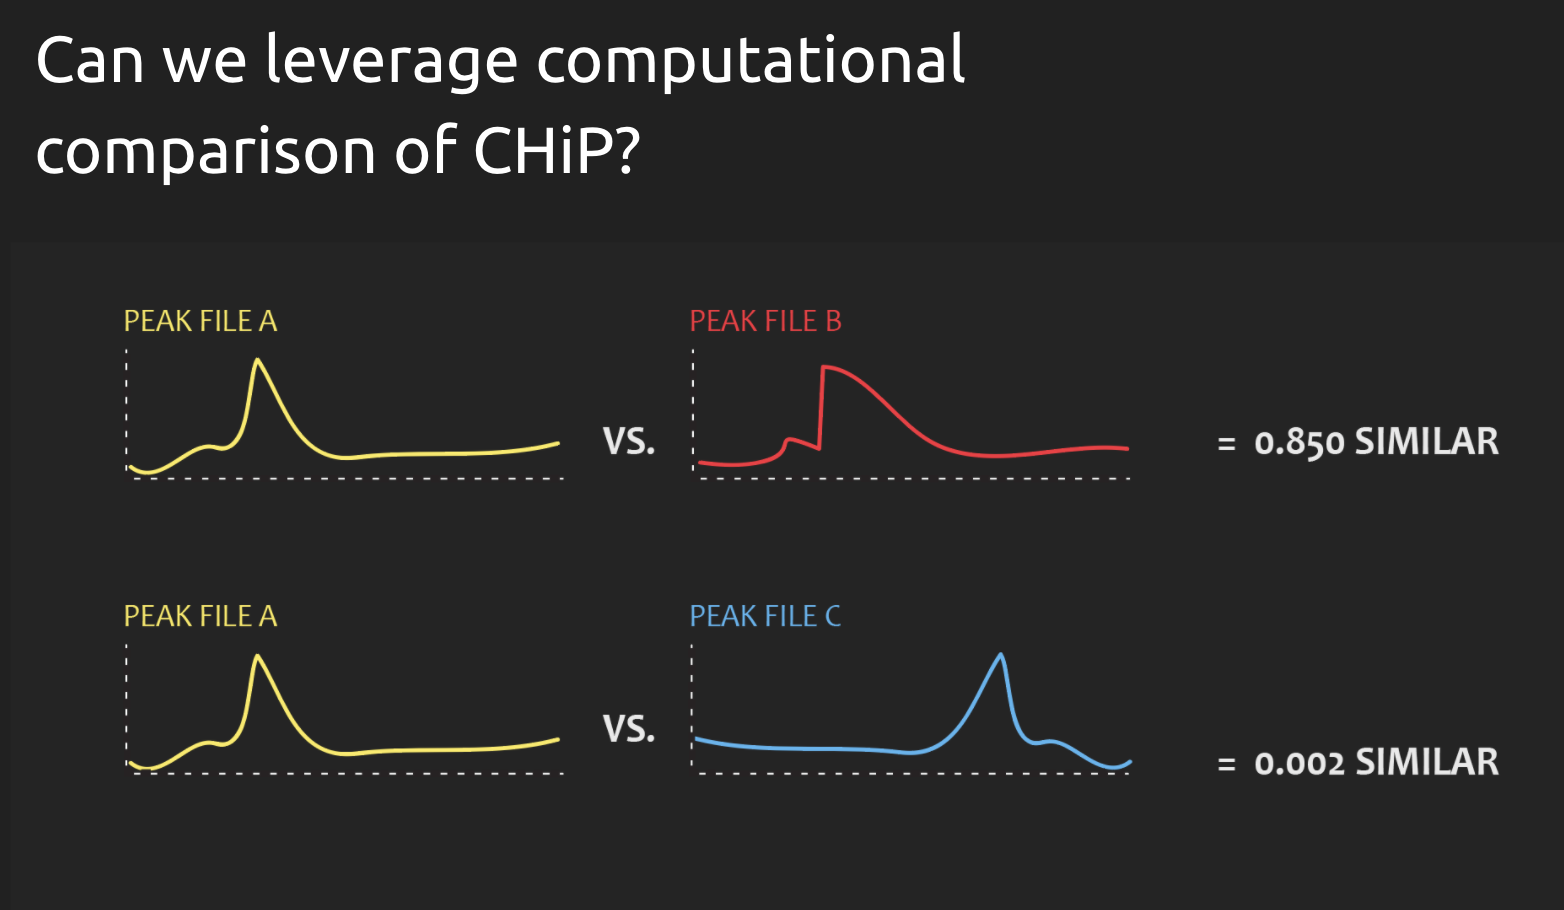 Can we leverage computational
comparison of CHiP?
PEAK FILE A
PEAK FILE B
VS.
= 0.850 SIMILAR
PEAK FILE A
PEAK FILE C
VS.
= 0.002 SIMILAR